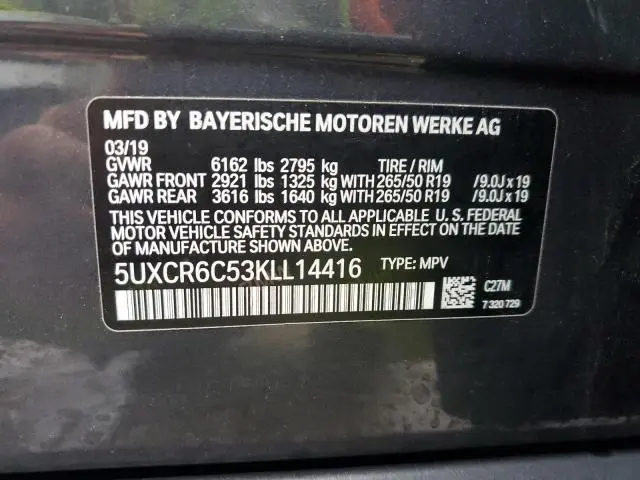 MFD BY BAYERISCHE MOTOREN WERKE AG
03/19
GVWR 6162 lbs 2795 kg TIRE / RIM
GAWR FRONT 2921 lbs 1325 kg WITH 265/50 R19 /9.0J x 19
GAWR REAR 3616 lbs 1640 kg WITH 265/50 R19 /9.0J x 19
THIS VEHICLE CONFORMS TO ALL APPLICABLE U. S. FEDERAL
MOTOR VEHICLE SAFETY STANDARDS IN EFFECT ON THE
DATE OF MANUFACTURE SHOWN ABOVE.
5UXCR6C53KLL14416 TYPE: MPV
C27M
7 320 729